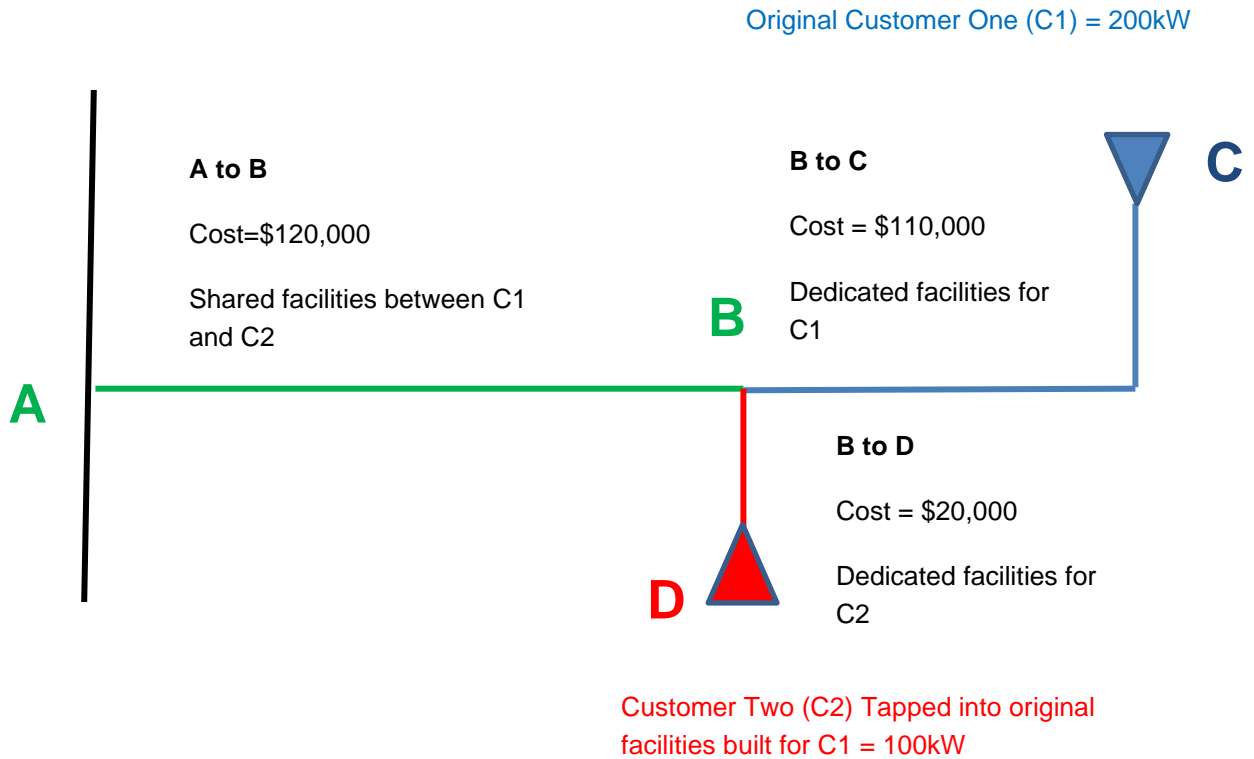 Original Customer One (C1) = 200kW
A to B
Cost=$120,000
Shared facilities between C1
and C2
B to C
Cost = $110,000
Dedicated facilities for
C1
C
B
A
B to D
Cost = $20,000
Dedicated facilities for
C2
D
Customer Two (C2) Tapped into original
facilities built for C1 = 100kW